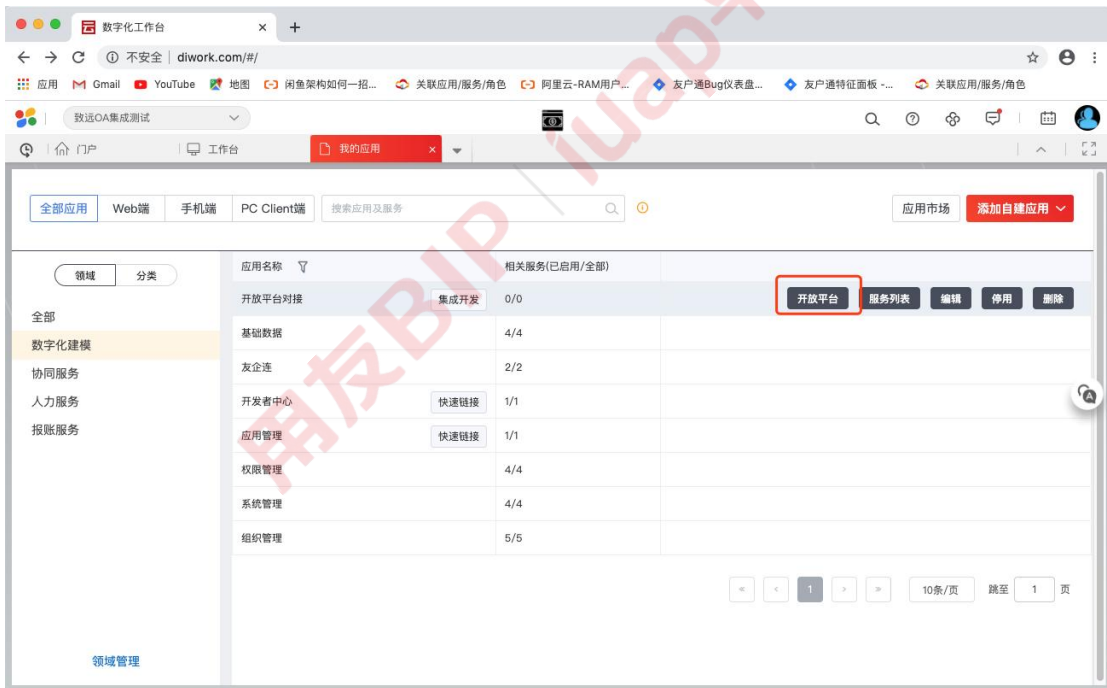 数字化工作台
不安全 | diwork.com/#/
应用 Gmail YouTube 地图 闲鱼架构如何一招... 关联应用/服务/角色 阿里云-RAM用户... 友户通Bug仪表盘... 友户通特征面板 -... 关联应用/服务/角色
致远OA集成测试
门户 工作台 我的应用
全部应用 Web端 手机端 PC Client端 搜索应用及服务 应用市场 添加自建应用
领域 分类
全部
数字化建模
协同服务
人力服务
报账服务
领域管理
应用名称 相关服务(已启用/全部)
开放平台对接 集成开发 0/0 开放平台 服务列表 编辑 停用 删除
基础数据 4/4
友企连 2/2
开发者中心 快速链接 1/1
应用管理 快速链接 1/1
权限管理 4/4
系统管理 4/4
组织管理 5/5
« < 1 > » 10条/页 跳至 1 页
用友BIP | iuap平